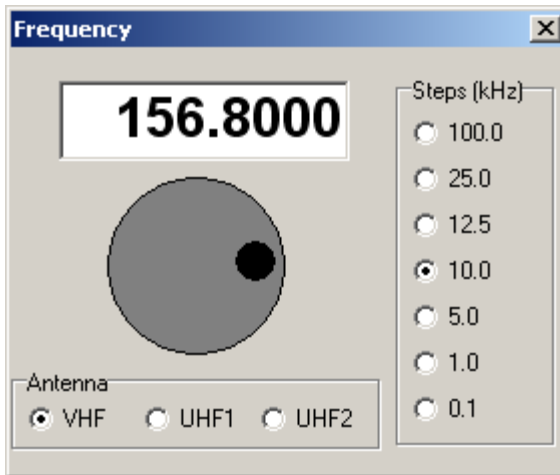 Frequency
156.8000
Steps (kHz)
100.0
25.0
12.5
10.0
5.0
1.0
0.1
Antenna
VHF UHF1 UHF2